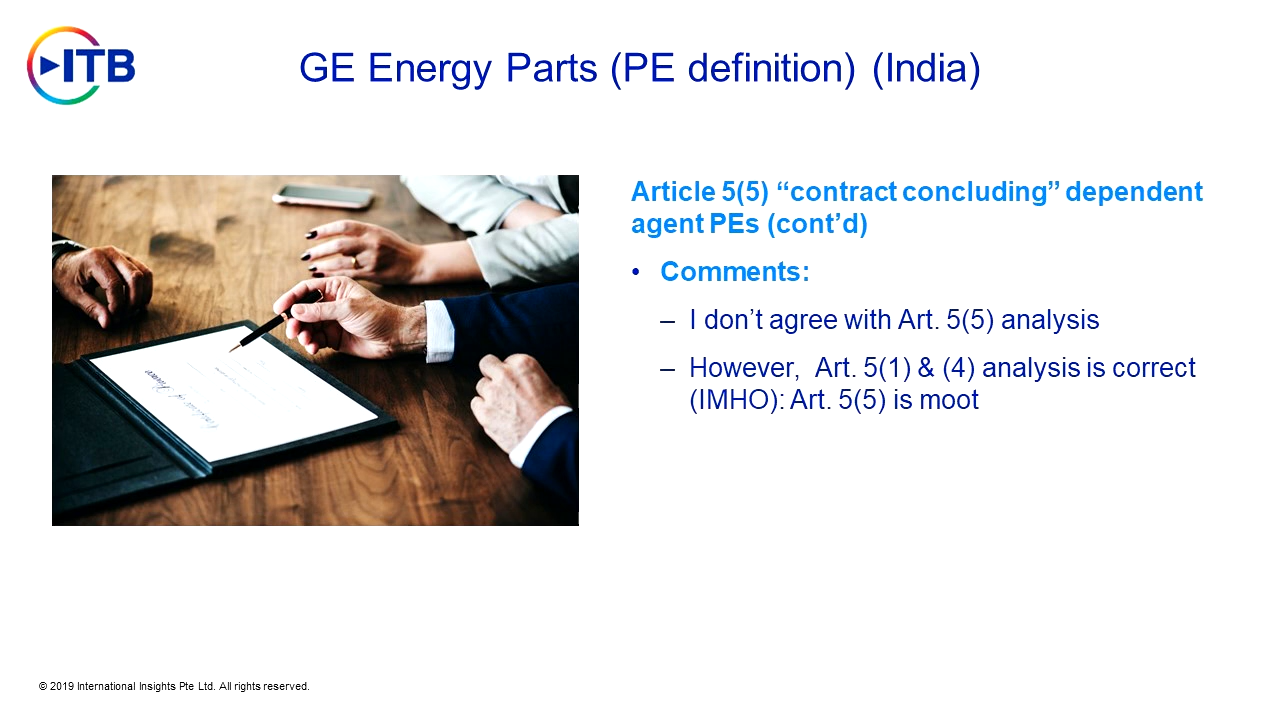 ITB
GE Energy Parts (PE definition) (India)
Article 5(5) “contract concluding” dependent
agent PEs (cont’d)
• Comments:
– I don’t agree with Art. 5(5) analysis
– However,  Art. 5(1) & (4) analysis is correct
(IMHO): Art. 5(5) is moot
© 2019 International Insights Pte Ltd. All rights reserved.